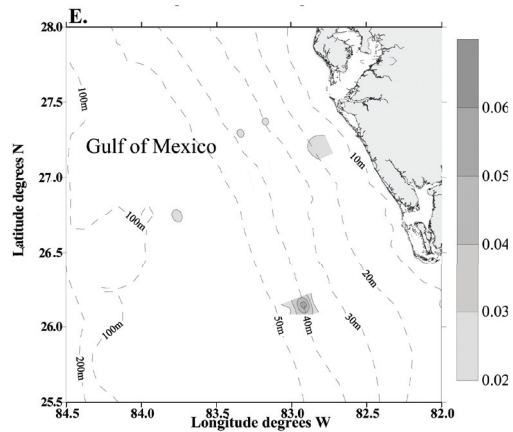 E.
28.0
27.5
27.0
26.5
26.0
25.5
Latitude degrees N
84.5 84.0 83.5 83.0 82.5 82.0
Longitude degrees W
Gulf of Mexico
100m
100m
100m
200m
50m
40m
30m
20m
10m
0.06
0.05
0.04
0.03
0.02